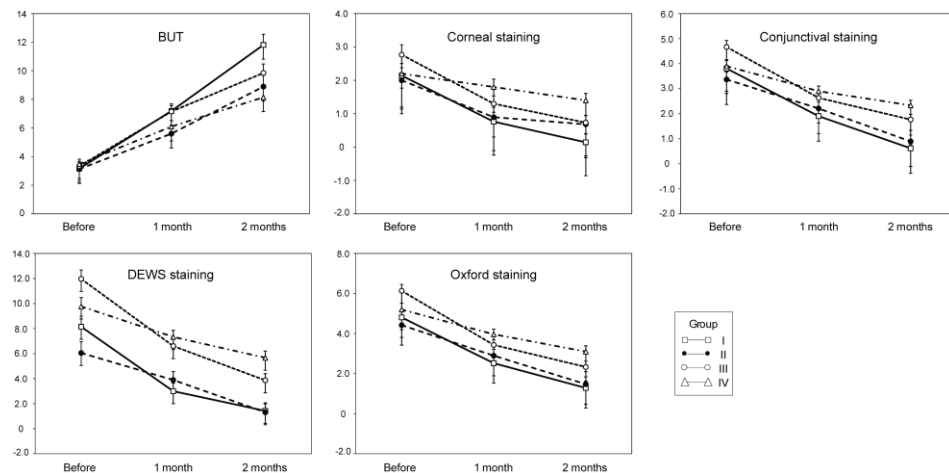 BUT
14
12
10
8
6
4
2
0
Before 1 month 2 months
Corneal staining
4.0
3.0
2.0
1.0
0
-1.0
-2.0
Before 1 month 2 months
Conjunctival staining
6.0
5.0
4.0
3.0
2.0
1.0
0
-1.0
-2.0
Before 1 month 2 months
DEWS staining
14.0
12.0
10.0
8.0
6.0
4.0
2.0
0
-2.0
Before 1 month 2 months
Oxford staining
8.0
6.0
4.0
2.0
0
-2.0
Before 1 month 2 months
Group
I
II
III
IV